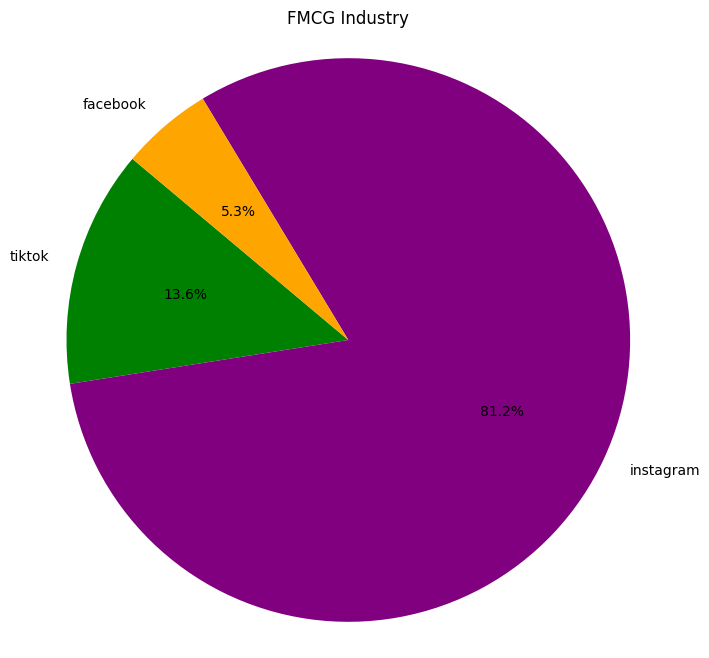 FMCG Industry
facebook
5.3%
tiktok
13.6%
81.2%
instagram